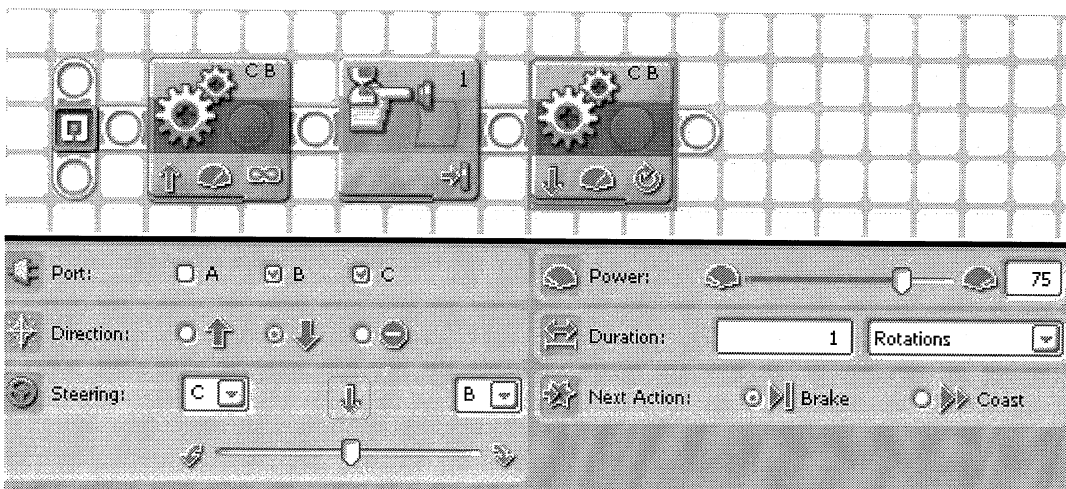 C B
1
C B
Port:
A
B
C
Power:
75
Direction:
Duration:
1
Rotations
Steering:
C
B
Next Action:
Brake
Coast